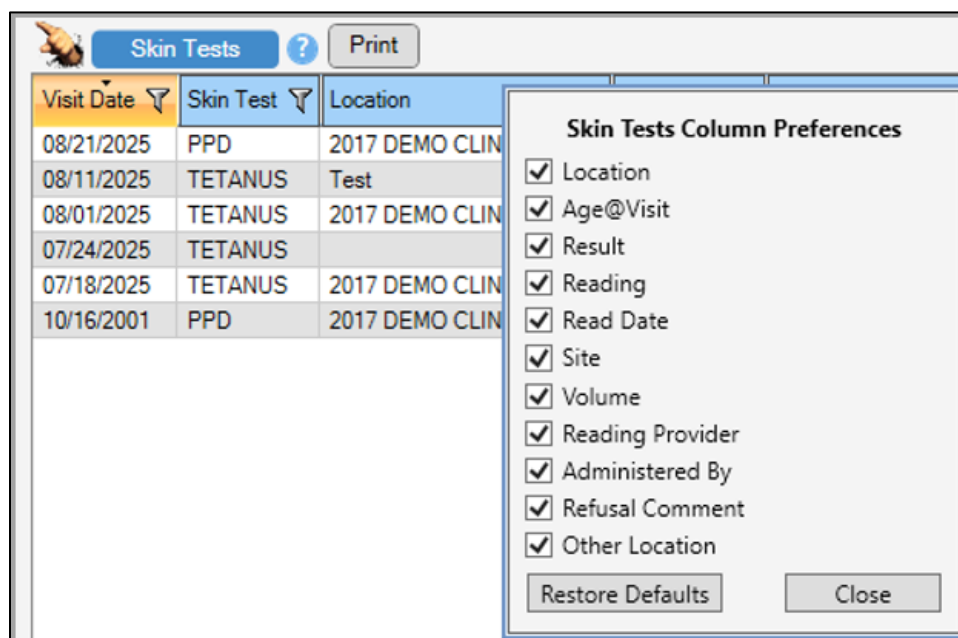 Skin Tests ? Print
Visit Date Skin Test Location
08/21/2025 PPD 2017 DEMO CLIN
08/11/2025 TETANUS Test
08/01/2025 TETANUS 2017 DEMO CLIN
07/24/2025 TETANUS
07/18/2025 TETANUS 2017 DEMO CLIN
10/16/2001 PPD 2017 DEMO CLIN
Skin Tests Column Preferences
Location
Age@Visit
Result
Reading
Read Date
Site
Volume
Reading Provider
Administered By
Refusal Comment
Other Location
Restore Defaults Close